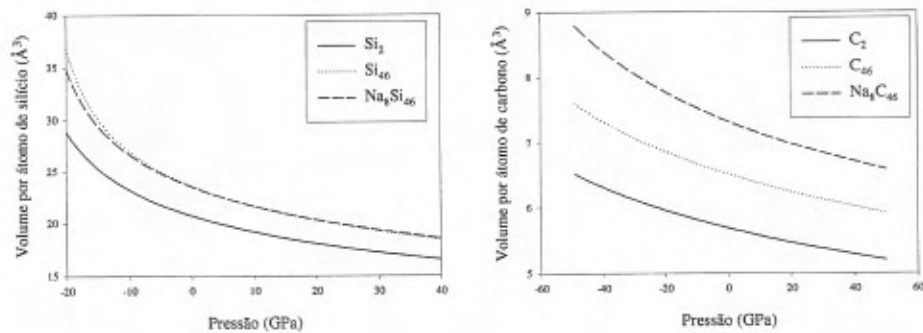 Volume por átomo de silício (Å³)
40
35
30
25
20
15
-20
-10
0
10
20
30
40
Pressão (GPa)
Si₂
Si₄₆
Na₈Si₄₆
Volume por átomo de carbono (Å³)
9
8
7
6
5
-60
-40
-20
0
20
40
60
Pressão (GPa)
C₂
C₄₆
Na₈C₄₆